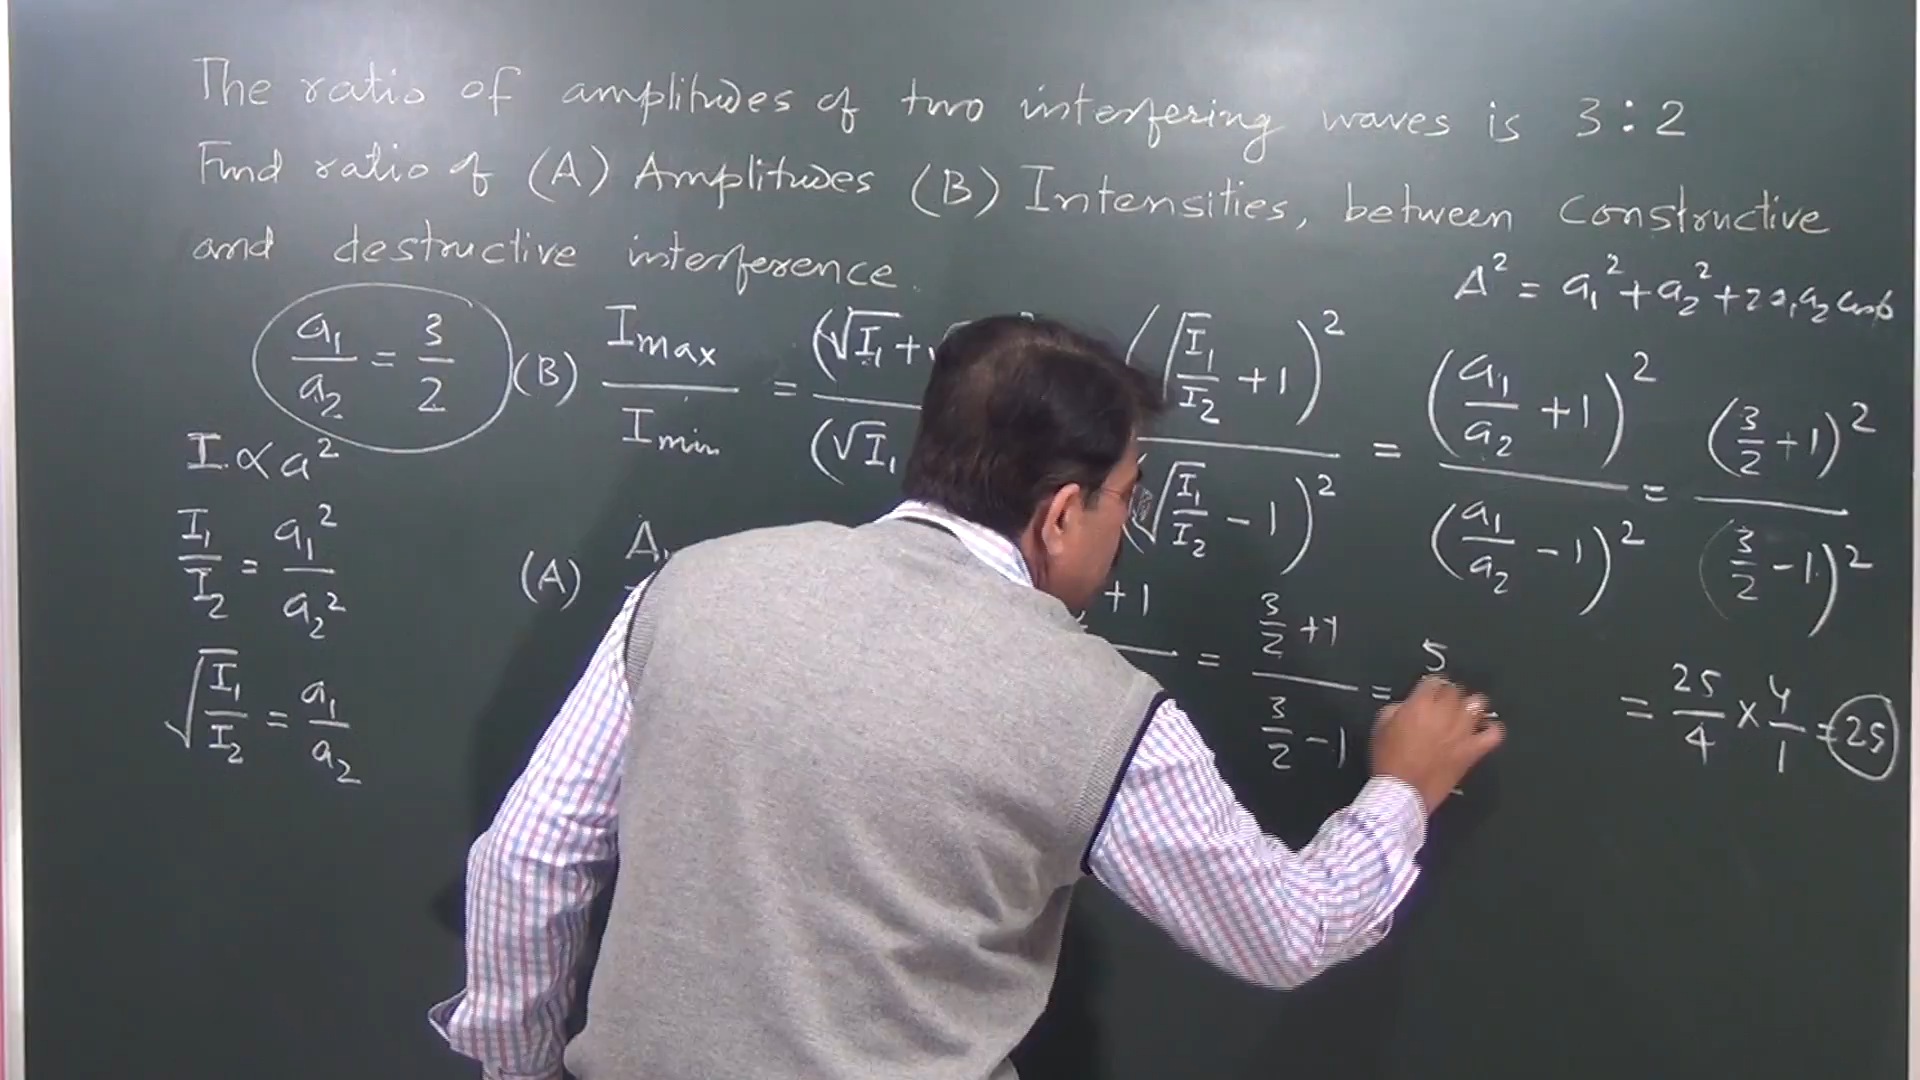 The ratio of amplitudes of two interfering waves is 3:2
Find ratio of (A) Amplitudes (B) Intensities, between constructive
and destructive interference.
A² = a₁² + a₂² + 2a₁a₂ cosϕ
a₁/a₂ = 3/2
(B) Imax/Imin = (√I₁ + / (√I₁ (√(I₁/I₂) + 1)² / (√(I₁/I₂) - 1)² = (a₁/a₂ + 1)² / (a₁/a₂ - 1)² = (3/2 + 1)² / (3/2 - 1)²
= 25/4 × 4/1 = 25
I ∝ a²
I₁/I₂ = a₁²/a₂²
√(I₁/I₂) = a₁/a₂
(A) A + 1 = (3/2 + 1) / (3/2 - 1) = 5